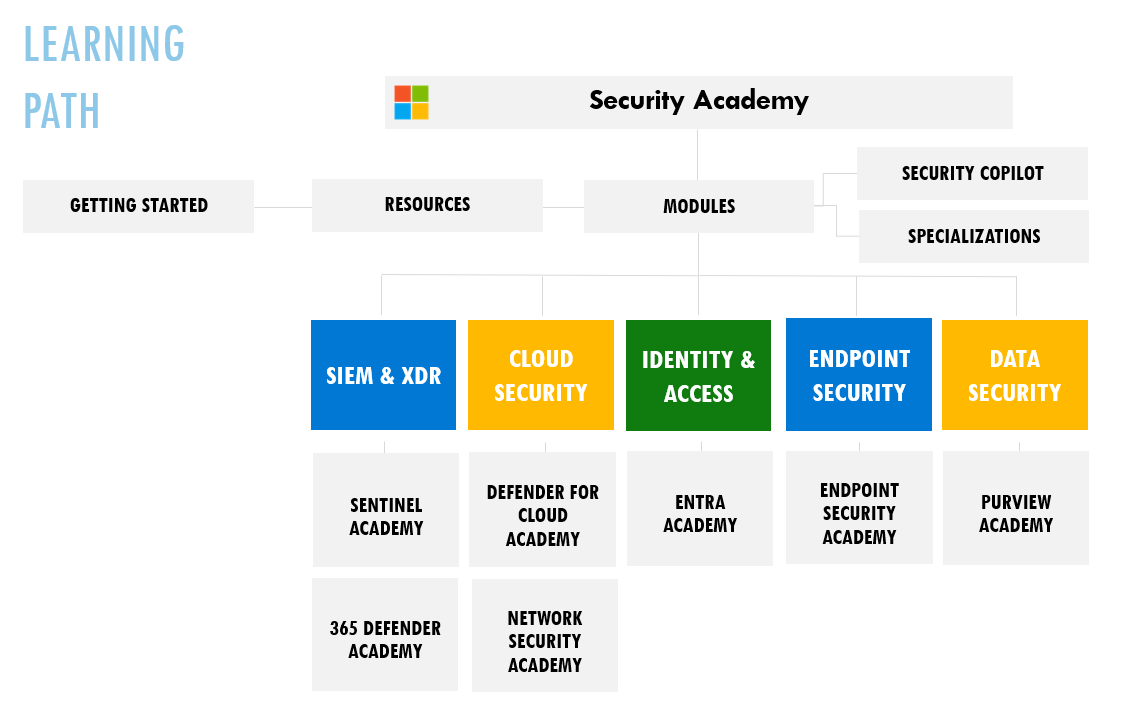 LEARNING
PATH
Security Academy
GETTING STARTED
RESOURCES
MODULES
SECURITY COPILOT
SPECIALIZATIONS
SIEM & XDR
CLOUD
SECURITY
IDENTITY &
ACCESS
ENDPOINT
SECURITY
DATA
SECURITY
SENTINEL
ACADEMY
DEFENDER FOR
CLOUD
ACADEMY
ENTRA
ACADEMY
ENDPOINT
SECURITY
ACADEMY
PURVIEW
ACADEMY
365 DEFENDER
ACADEMY
NETWORK
SECURITY
ACADEMY